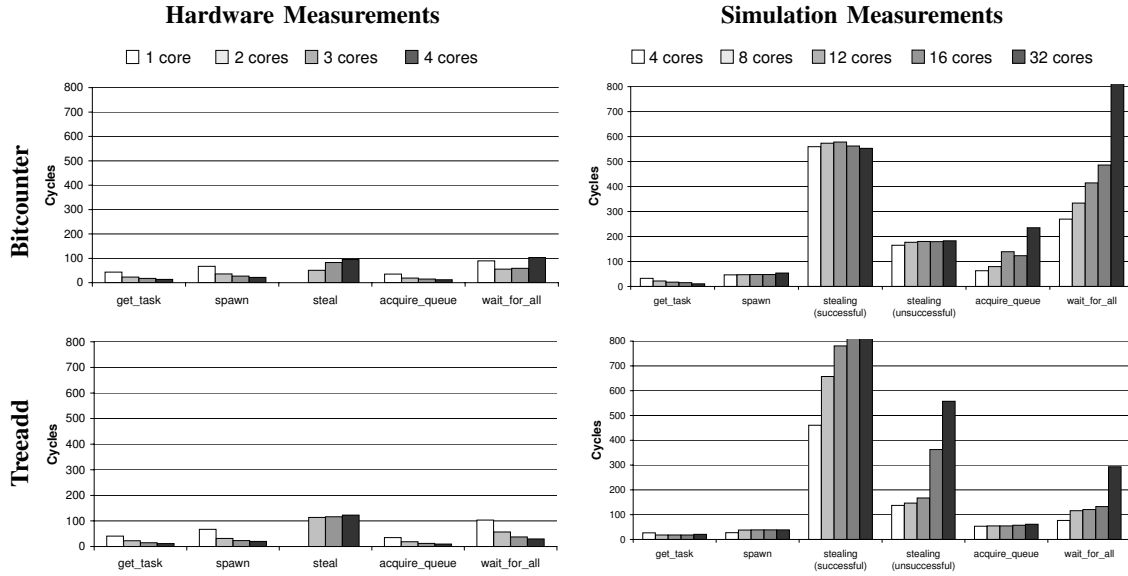 Hardware Measurements
1 core 2 cores 3 cores 4 cores
Bitcounter
Cycles
800
700
600
500
400
300
200
100
0
get_task spawn steal acquire_queue wait_for_all
Simulation Measurements
4 cores 8 cores 12 cores 16 cores 32 cores
Cycles
800
700
600
500
400
300
200
100
0
get_task spawn stealing stealing acquire_queue wait_for_all
(successful) (unsuccessful)
Treeadd
Cycles
800
700
600
500
400
300
200
100
0
get_task spawn steal acquire_queue wait_for_all
Cycles
800
700
600
500
400
300
200
100
0
get_task spawn stealing stealing acquire_queue wait_for_all
(successful) (unsuccessful)